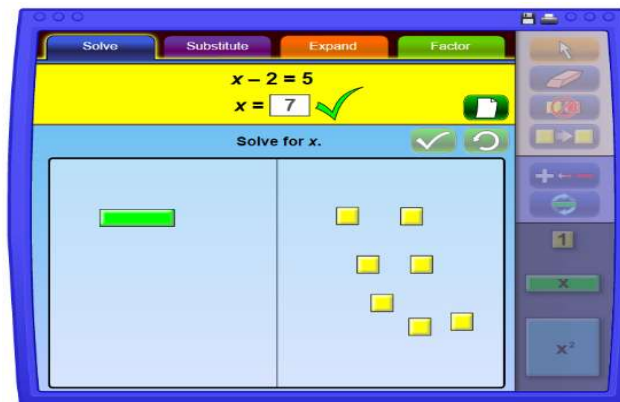 Solve Substitute Expand Factor
x – 2 = 5
x = 7
Solve for x.
1
x
x²